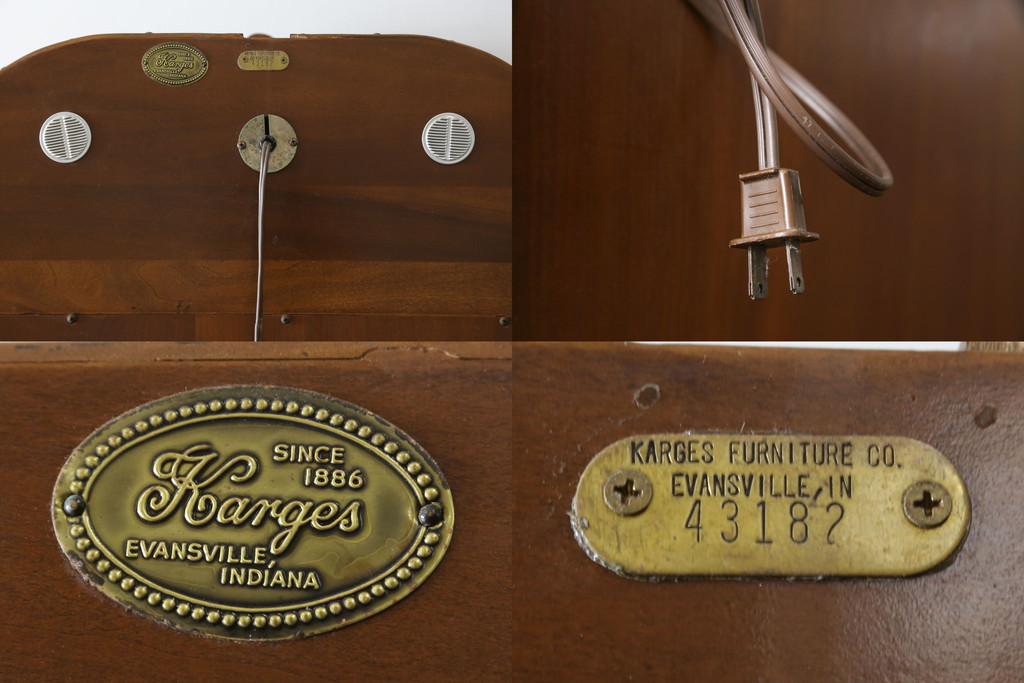 Karges
SINCE
1886
EVANSVILLE,
INDIANA
KARGES FURNITURE CO.
EVANSVILLE, IN
43182